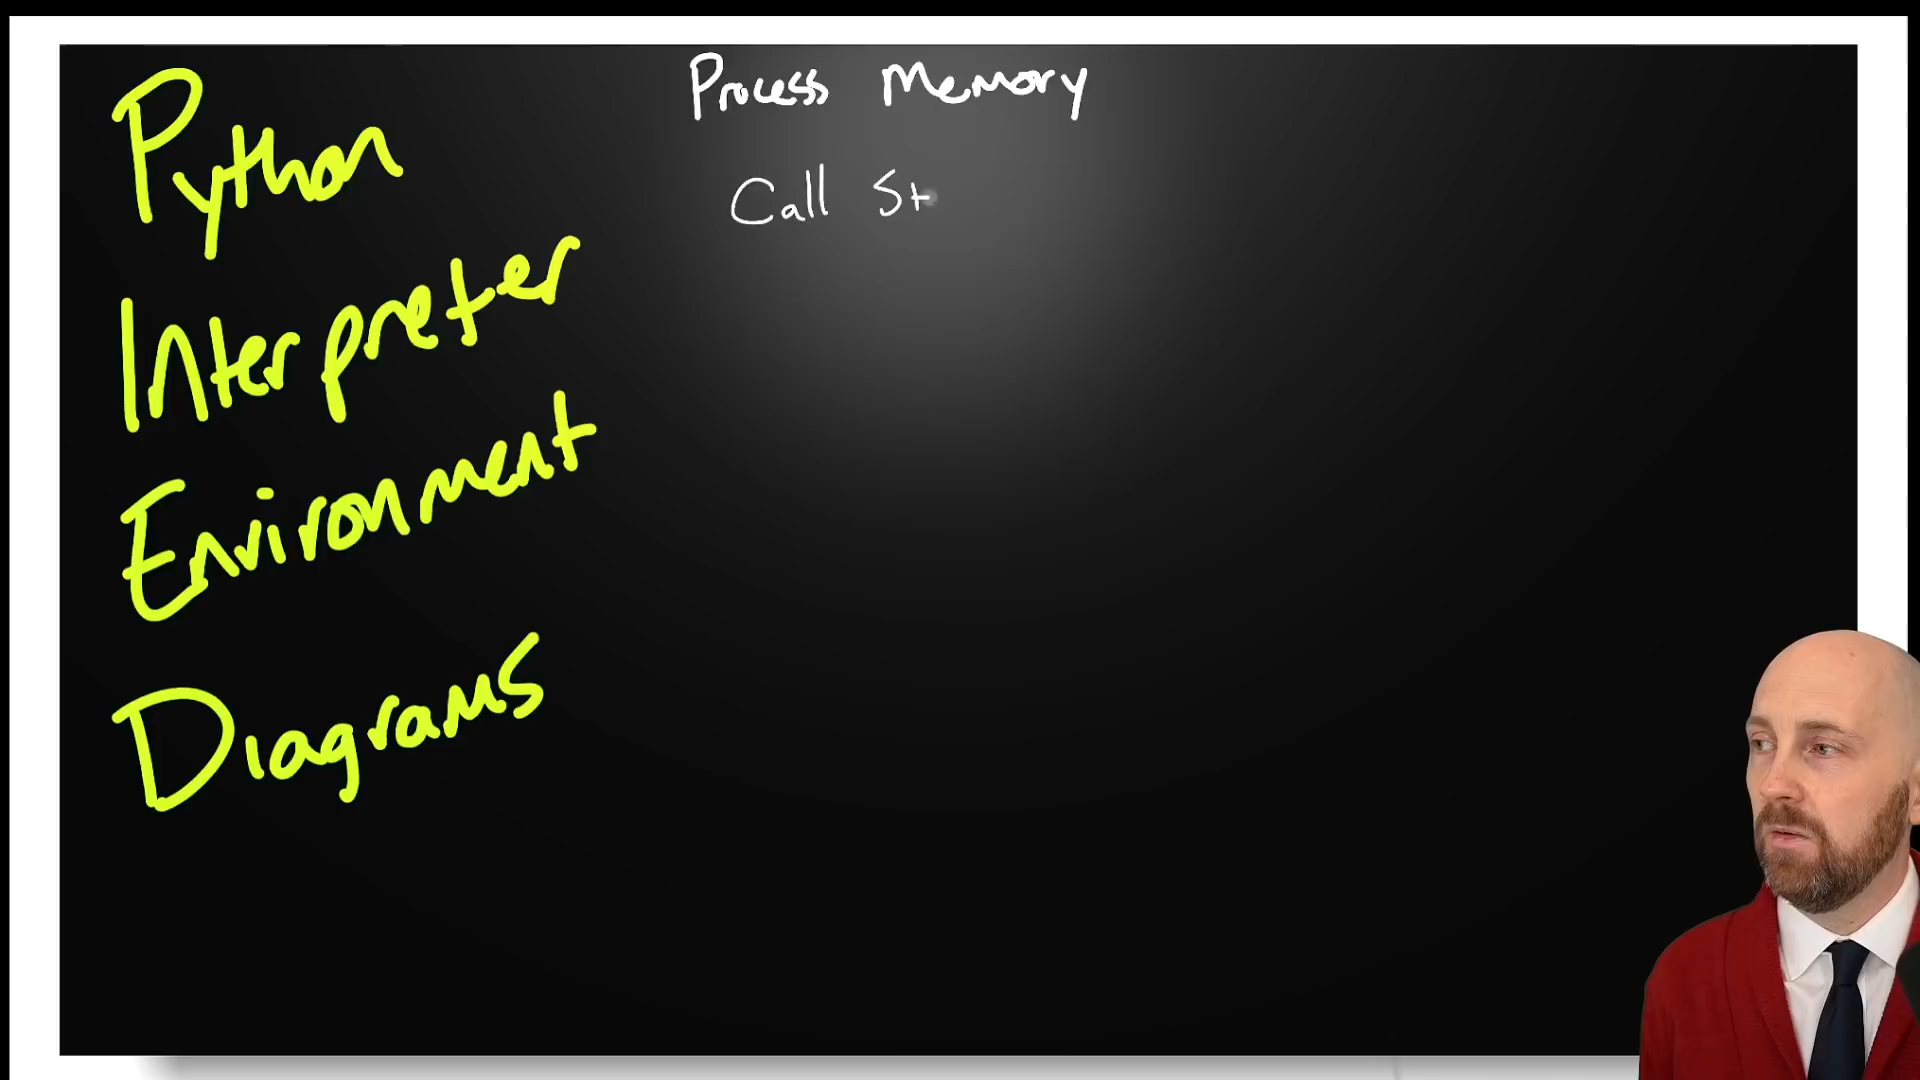 Python
Interpreter
Environment
Diagrams
Process Memory
Call St